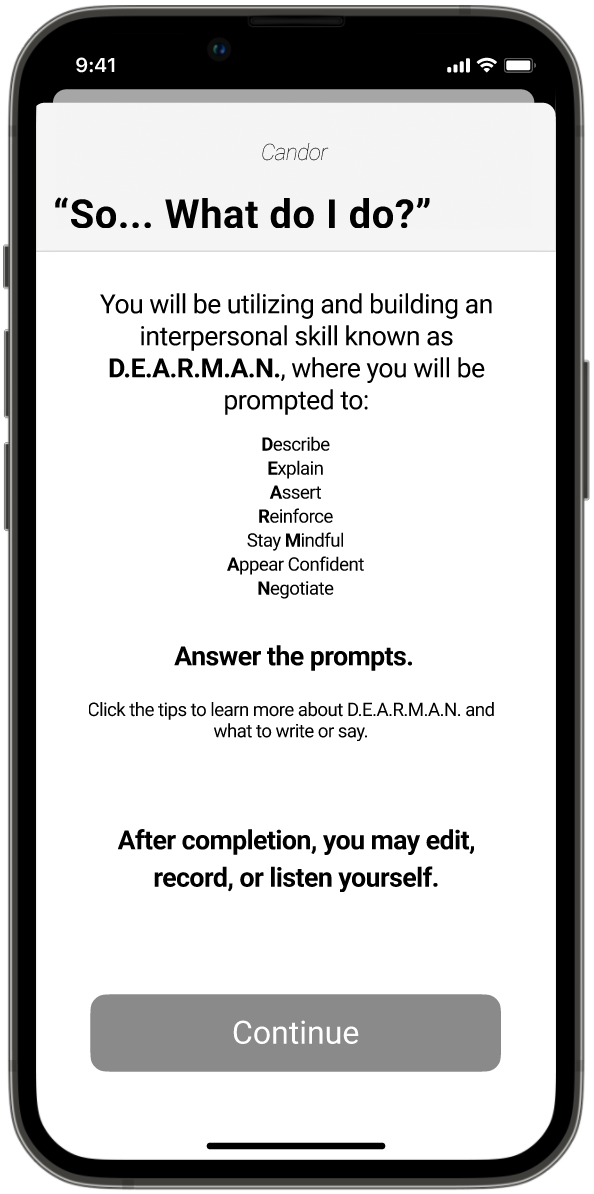 9:41
Candor
“So... What do I do?”
You will be utilizing and building an
interpersonal skill known as
D.E.A.R.M.A.N., where you will be
prompted to:
Describe
Explain
Assert
Reinforce
Stay Mindful
Appear Confident
Negotiate
Answer the prompts.
Click the tips to learn more about D.E.A.R.M.A.N. and
what to write or say.
After completion, you may edit,
record, or listen yourself.
Continue